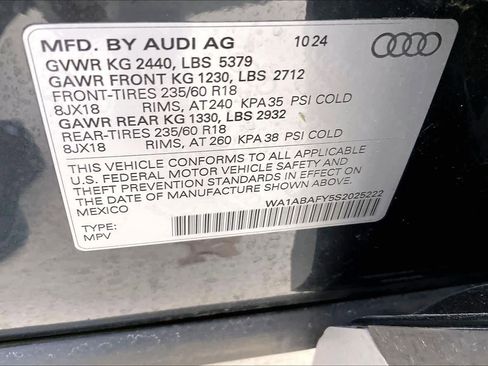 MFD. BY AUDI AG 10 24
GVWR KG 2440, LBS 5379
GAWR FRONT KG 1230, LBS 2712
FRONT-TIRES 235/60 R18
8JX18 RIMS, AT 240 KPA 35 PSI COLD
GAWR REAR KG 1330, LBS 2932
REAR-TIRES 235/60 R18
8JX18 RIMS, AT 260 KPA 38 PSI COLD
THIS VEHICLE CONFORMS TO ALL APPLICABLE
U.S. FEDERAL MOTOR VEHICLE SAFETY AND
THEFT PREVENTION STANDARDS IN EFFECT ON
THE DATE OF MANUFACTURE SHOWN ABOVE.
MEXICO WA1ABAFY5S2025222
TYPE:
MPV